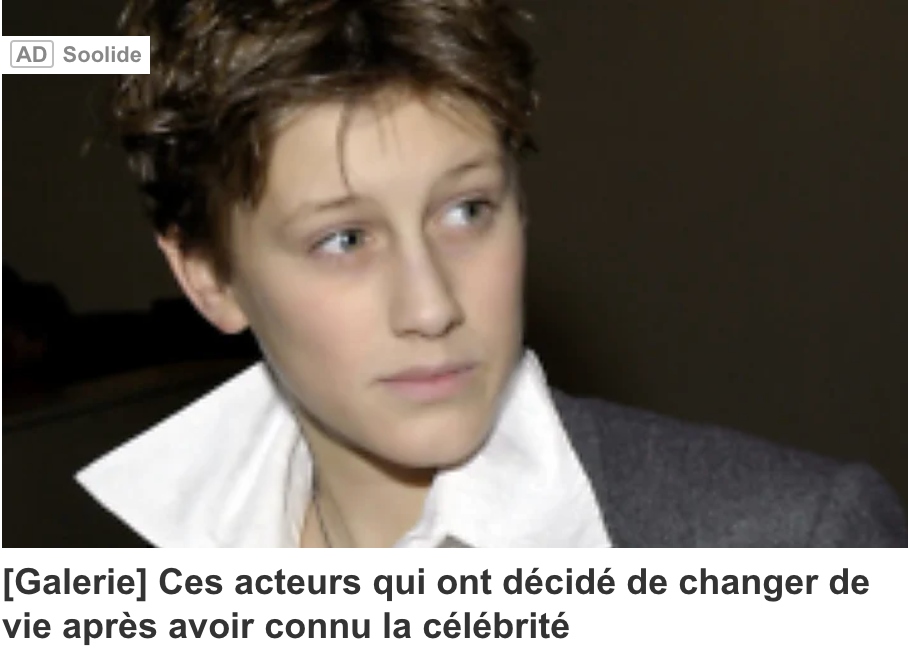 AD Soolide
[Galerie] Ces acteurs qui ont décidé de changer de
vie après avoir connu la célébrité